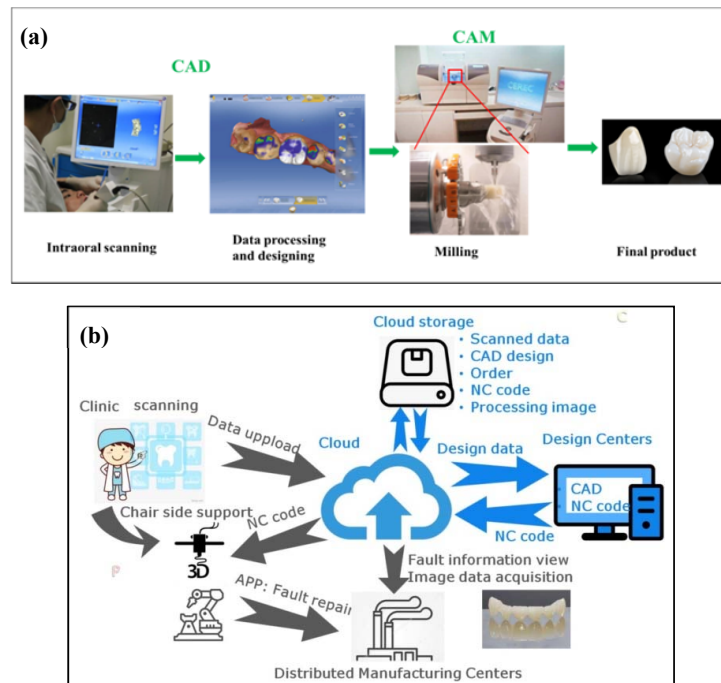 (a)
CAD
CAM
CEREC
Intraoral scanning
Data processing
and designing
Milling
Final product
(b)
C
Cloud storage
• Scanned data
• CAD design
• Order
• NC code
• Processing image
Clinic scanning
Data uppload
Cloud
Design data
Design Centers
CAD
NC code
NC code
Chair side support
NC code
3D
P
Fault information view
Image data acquisition
APP: Fault repair
Distributed Manufacturing Centers